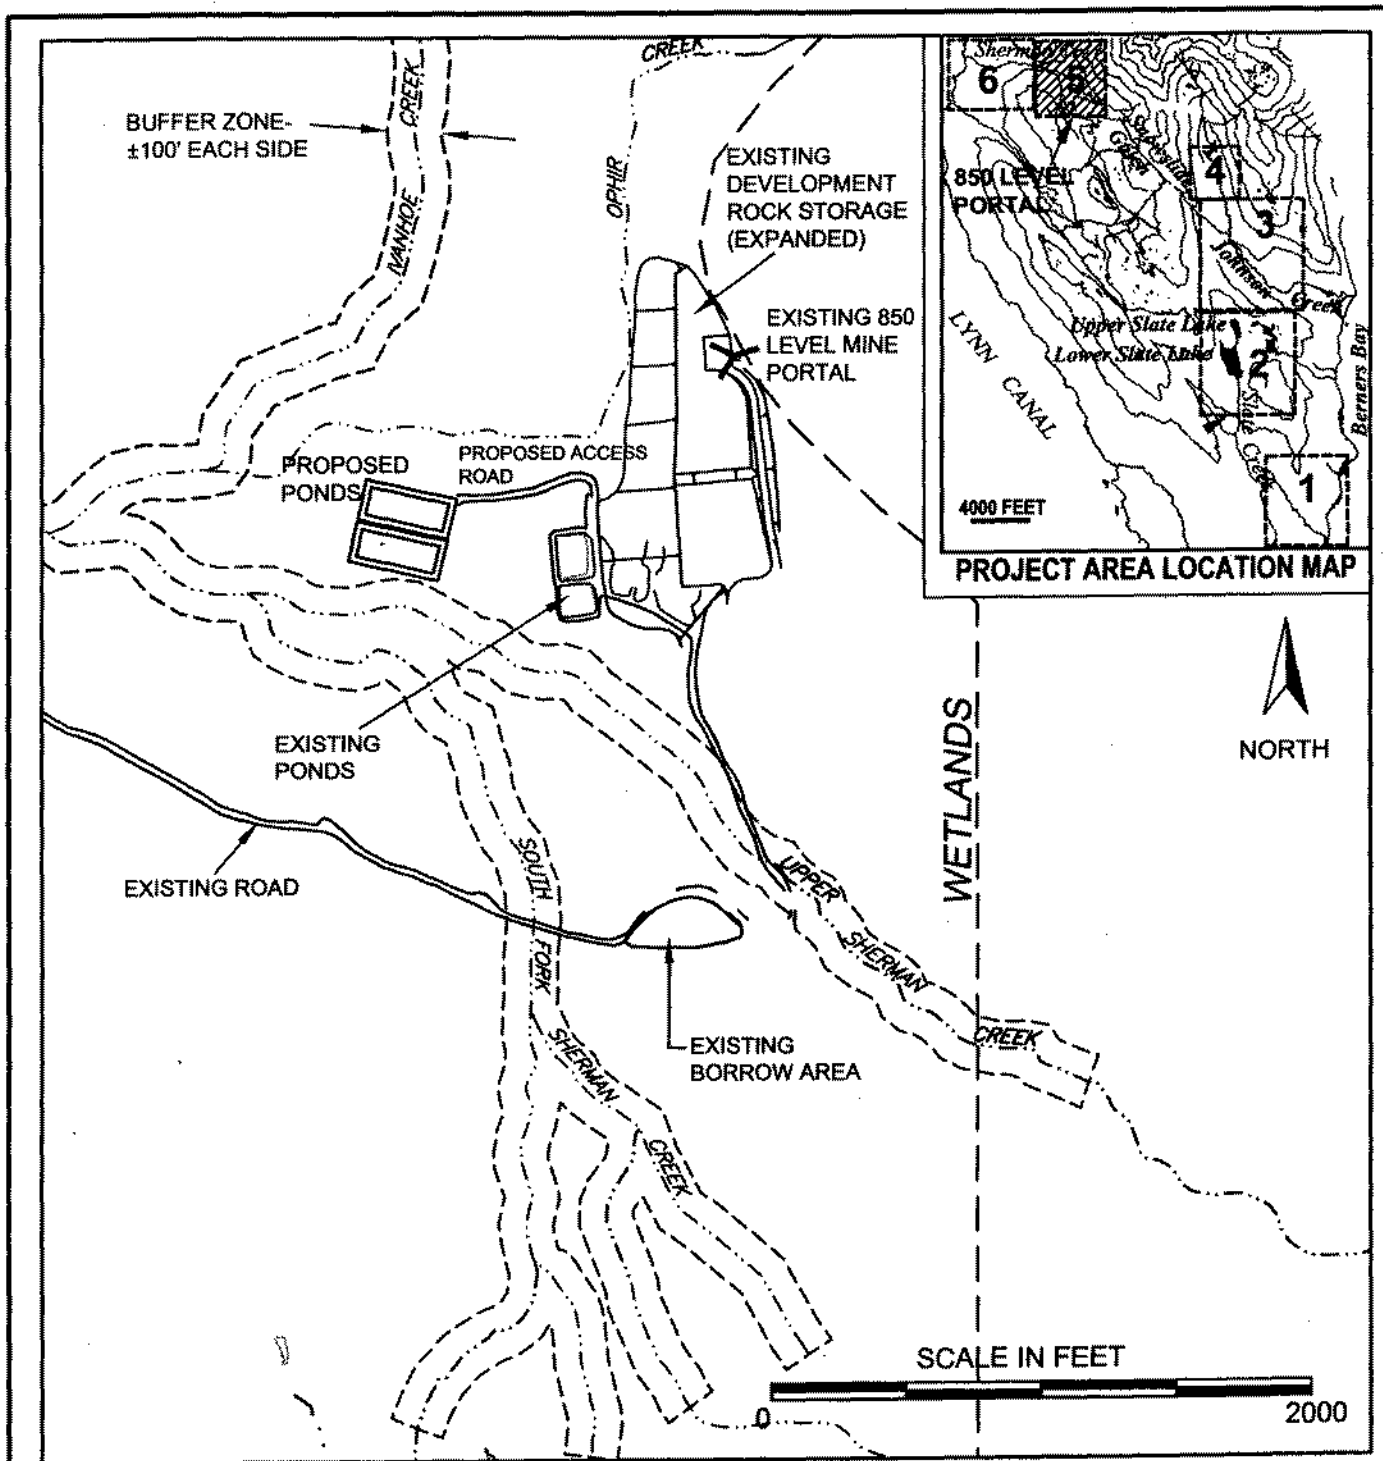 BUFFER ZONE-
±100' EACH SIDE
IVANHOE CREEK
OPHIR CREEK
EXISTING
DEVELOPMENT
ROCK STORAGE
(EXPANDED)
EXISTING 850
LEVEL MINE
PORTAL
PROPOSED
PONDS
PROPOSED ACCESS
ROAD
EXISTING
PONDS
EXISTING ROAD
SOUTH FORK SHERMAN CREEK
EXISTING
BORROW AREA
UPPER SHERMAN CREEK
WETLANDS
NORTH
SCALE IN FEET
0
2000
6
5
850 LEVEL
PORTAL
4
3
Johnson Creek
Upper Slate Lake
Lower Slate Lake
2
Slate Creek
1
LYNN CANAL
Berners Bay
4000 FEET
PROJECT AREA LOCATION MAP